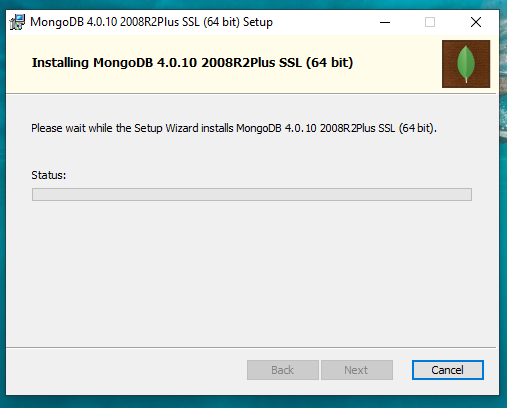 MongoDB 4.0.10 2008R2Plus SSL (64 bit) Setup
Installing MongoDB 4.0.10 2008R2Plus SSL (64 bit)
Please wait while the Setup Wizard installs MongoDB 4.0.10 2008R2Plus SSL (64 bit).
Status:
Back Next Cancel